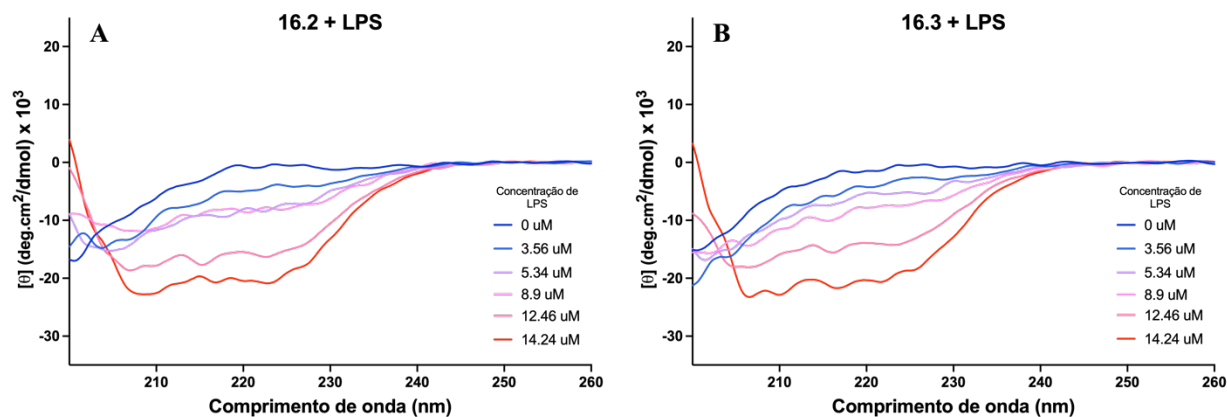 A
16.2 + LPS
[θ] (deg.cm²/dmol) x 10³
20
10
0
-10
-20
-30
210
220
230
240
250
260
Comprimento de onda (nm)
Concentração de
LPS
0 uM
3.56 uM
5.34 uM
8.9 uM
12.46 uM
14.24 uM
B
16.3 + LPS
[θ] (deg.cm²/dmol) x 10³
20
10
0
-10
-20
-30
210
220
230
240
250
260
Comprimento de onda (nm)
Concentração de
LPS
0 uM
3.56 uM
5.34 uM
8.9 uM
12.46 uM
14.24 uM